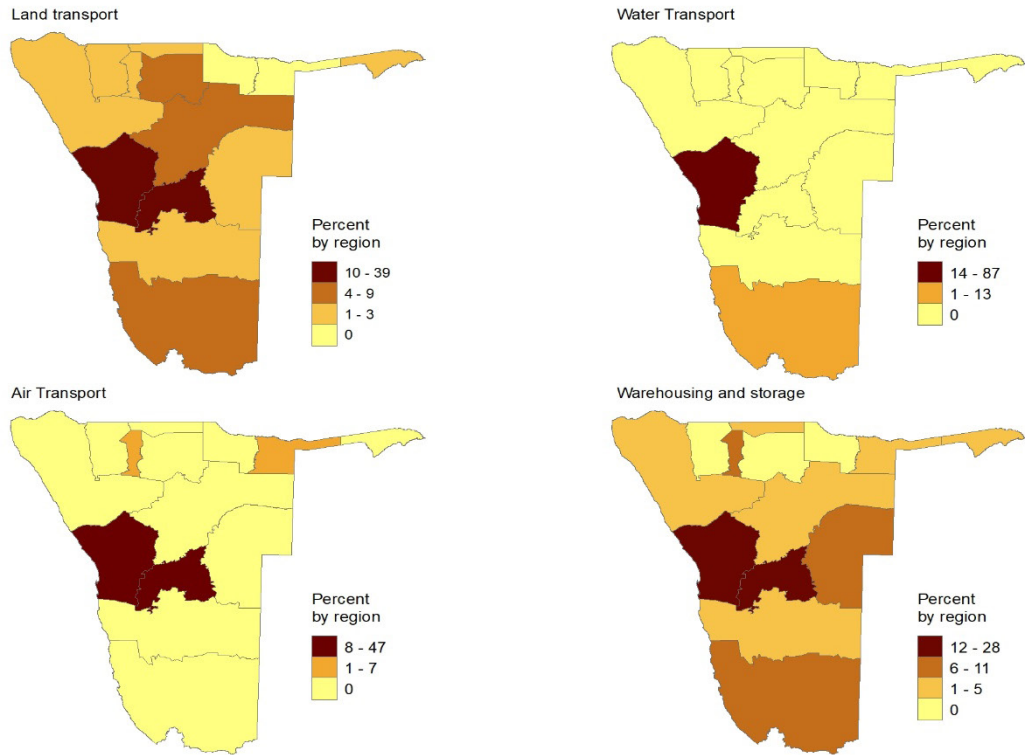 Land transport
Percent
by region
10 - 39
4 - 9
1 - 3
0
Water Transport
Percent
by region
14 - 87
1 - 13
0
Air Transport
Percent
by region
8 - 47
1 - 7
0
Warehousing and storage
Percent
by region
12 - 28
6 - 11
1 - 5
0